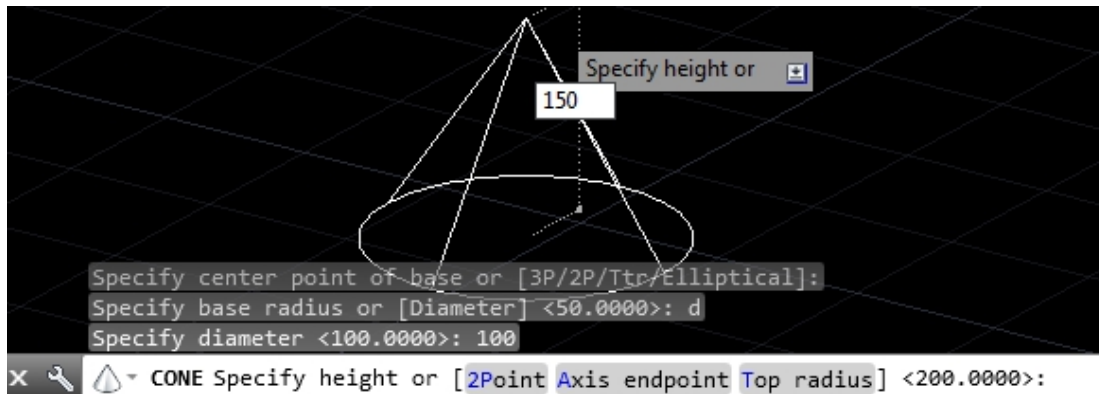 Specify height or
150
Specify center point of base or [3P/2P/Ttr/Elliptical]:
Specify base radius or [Diameter] <50.0000>: d
Specify diameter <100.0000>: 100
CONE Specify height or [2Point Axis endpoint Top radius] <200.0000>: